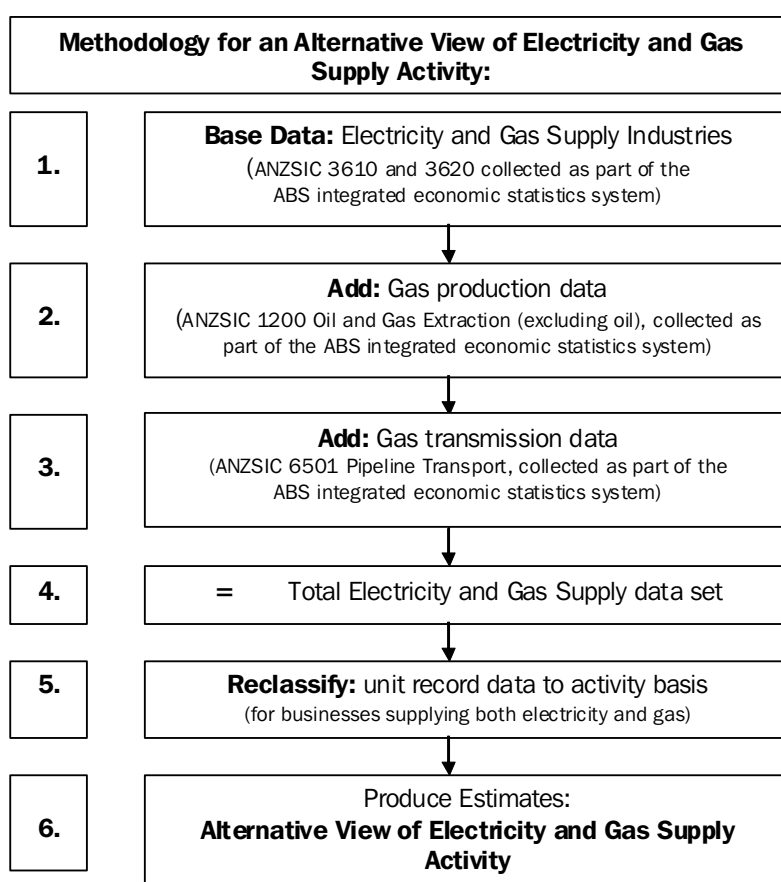 Methodology for an Alternative View of Electricity and Gas
Supply Activity:
1.
Base Data: Electricity and Gas Supply Industries
(ANZSIC 3610 and 3620 collected as part of the
ABS integrated economic statistics system)
2.
Add: Gas production data
(ANZSIC 1200 Oil and Gas Extraction (excluding oil), collected as
part of the ABS integrated economic statistics system)
3.
Add: Gas transmission data
(ANZSIC 6501 Pipeline Transport, collected as part of the
ABS integrated economic statistics system)
4.
= Total Electricity and Gas Supply data set
5.
Reclassify: unit record data to activity basis
(for businesses supplying both electricity and gas)
6.
Produce Estimates:
Alternative View of Electricity and Gas Supply
Activity